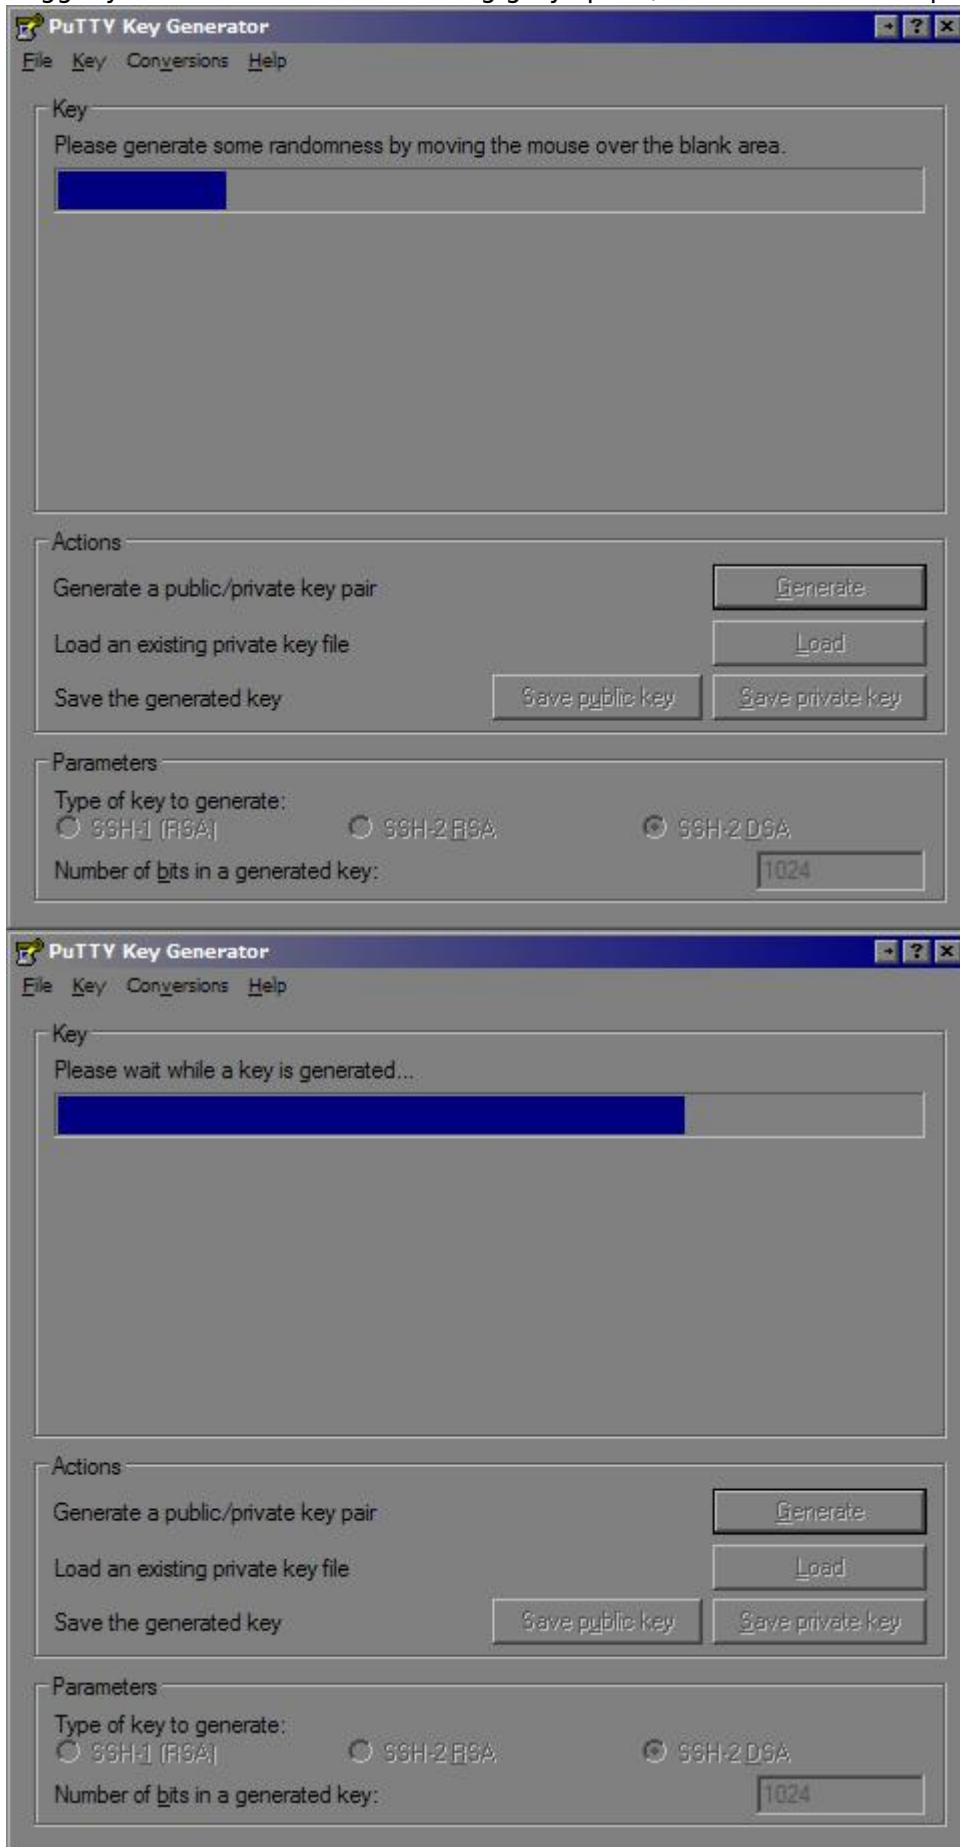 PuTTY Key Generator
File Key Conversions Help
Key
Please generate some randomness by moving the mouse over the blank area.
Actions
Generate a public/private key pair Generate
Load an existing private key file Load
Save the generated key Save public key Save private key
Parameters
Type of key to generate:
SSH-1 (RSA) SSH-2 RSA SSH-2 DSA
Number of bits in a generated key: 1024
PuTTY Key Generator
File Key Conversions Help
Key
Please wait while a key is generated...
Actions
Generate a public/private key pair Generate
Load an existing private key file Load
Save the generated key Save public key Save private key
Parameters
Type of key to generate:
SSH-1 (RSA) SSH-2 RSA SSH-2 DSA
Number of bits in a generated key: 1024